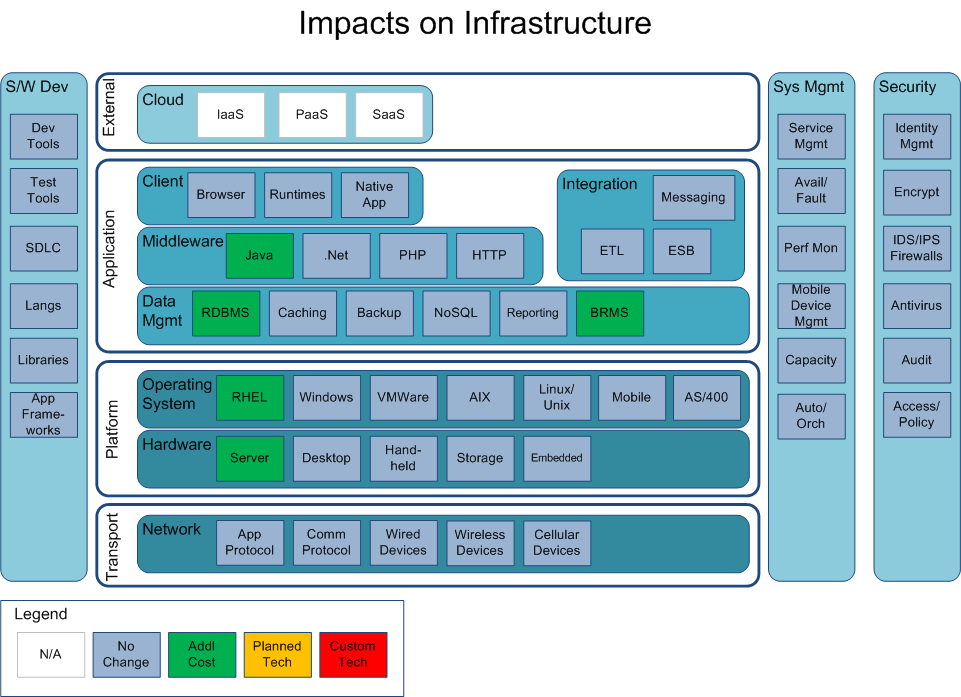 Impacts on Infrastructure
S/W Dev
Dev
Tools
Test
Tools
SDLC
Langs
Libraries
App
Frame-
works
External
Cloud
IaaS
PaaS
SaaS
Application
Client
Browser
Runtimes
Native
App
Integration
Messaging
ETL
ESB
Middleware
Java
.Net
PHP
HTTP
Data
Mgmt
RDBMS
Caching
Backup
NoSQL
Reporting
BRMS
Platform
Operating
System
RHEL
Windows
VMWare
AIX
Linux/
Unix
Mobile
AS/400
Hardware
Server
Desktop
Hand-
held
Storage
Embedded
Transport
Network
App
Protocol
Comm
Protocol
Wired
Devices
Wireless
Devices
Cellular
Devices
Sys Mgmt
Service
Mgmt
Avail/
Fault
Perf Mon
Mobile
Device
Mgmt
Capacity
Auto/
Orch
Security
Identity
Mgmt
Encrypt
IDS/IPS
Firewalls
Antivirus
Audit
Access/
Policy
Legend
N/A
No
Change
Addl
Cost
Planned
Tech
Custom
Tech